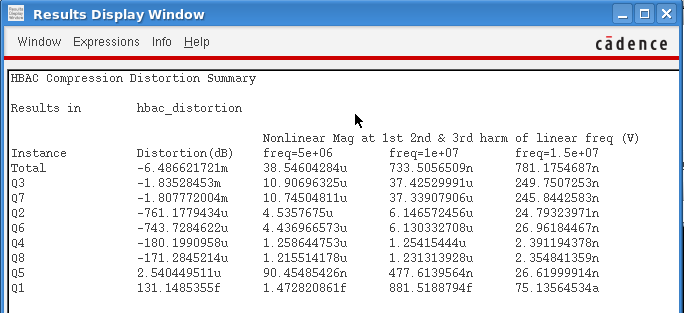 Results Display Window
Window Expressions Info Help
cādence
HBAC Compression Distortion Summary
Results in hbac_distortion
Nonlinear Mag at 1st 2nd & 3rd harm of linear freq (V)
Instance Distortion(dB) freq=5e+06 freq=1e+07 freq=1.5e+07
Total -6.486621721m 38.54604284u 733.5056509n 781.1754687n
Q3 -1.83528453m 10.90696325u 37.42529991u 249.7507253n
Q7 -1.807772004m 10.74504811u 37.33907906u 245.8442583n
Q2 -761.1779434u 4.5357675u 6.146572456u 24.79323971n
Q6 -743.7284622u 4.436966573u 6.130332708u 26.96184467n
Q4 -180.1990958u 1.258644753u 1.25415444u 2.391194378n
Q8 -171.2845214u 1.215514178u 1.231313928u 2.354841359n
Q5 2.540449511u 90.45485426n 477.6139564n 26.61999914n
Q1 131.1485355f 1.472820861f 881.5188794f 75.13564534a